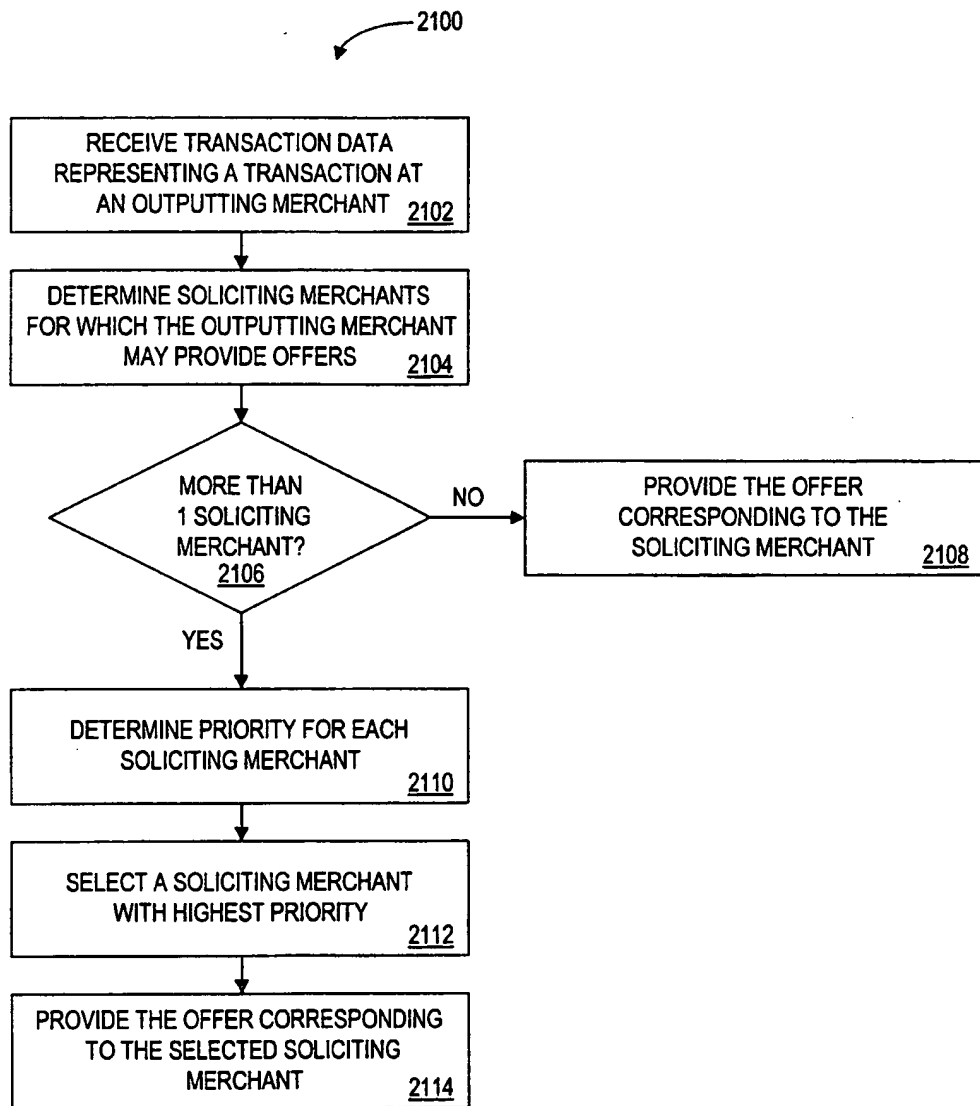 2100
RECEIVE TRANSACTION DATA
REPRESENTING A TRANSACTION AT
AN OUTPUTTING MERCHANT
2102
DETERMINE SOLICITING MERCHANTS
FOR WHICH THE OUTPUTTING MERCHANT
MAY PROVIDE OFFERS
2104
MORE THAN
1 SOLICITING
MERCHANT?
2106
NO
PROVIDE THE OFFER
CORRESPONDING TO THE
SOLICITING MERCHANT
2108
YES
DETERMINE PRIORITY FOR EACH
SOLICITING MERCHANT
2110
SELECT A SOLICITING MERCHANT
WITH HIGHEST PRIORITY
2112
PROVIDE THE OFFER CORRESPONDING
TO THE SELECTED SOLICITING
MERCHANT
2114